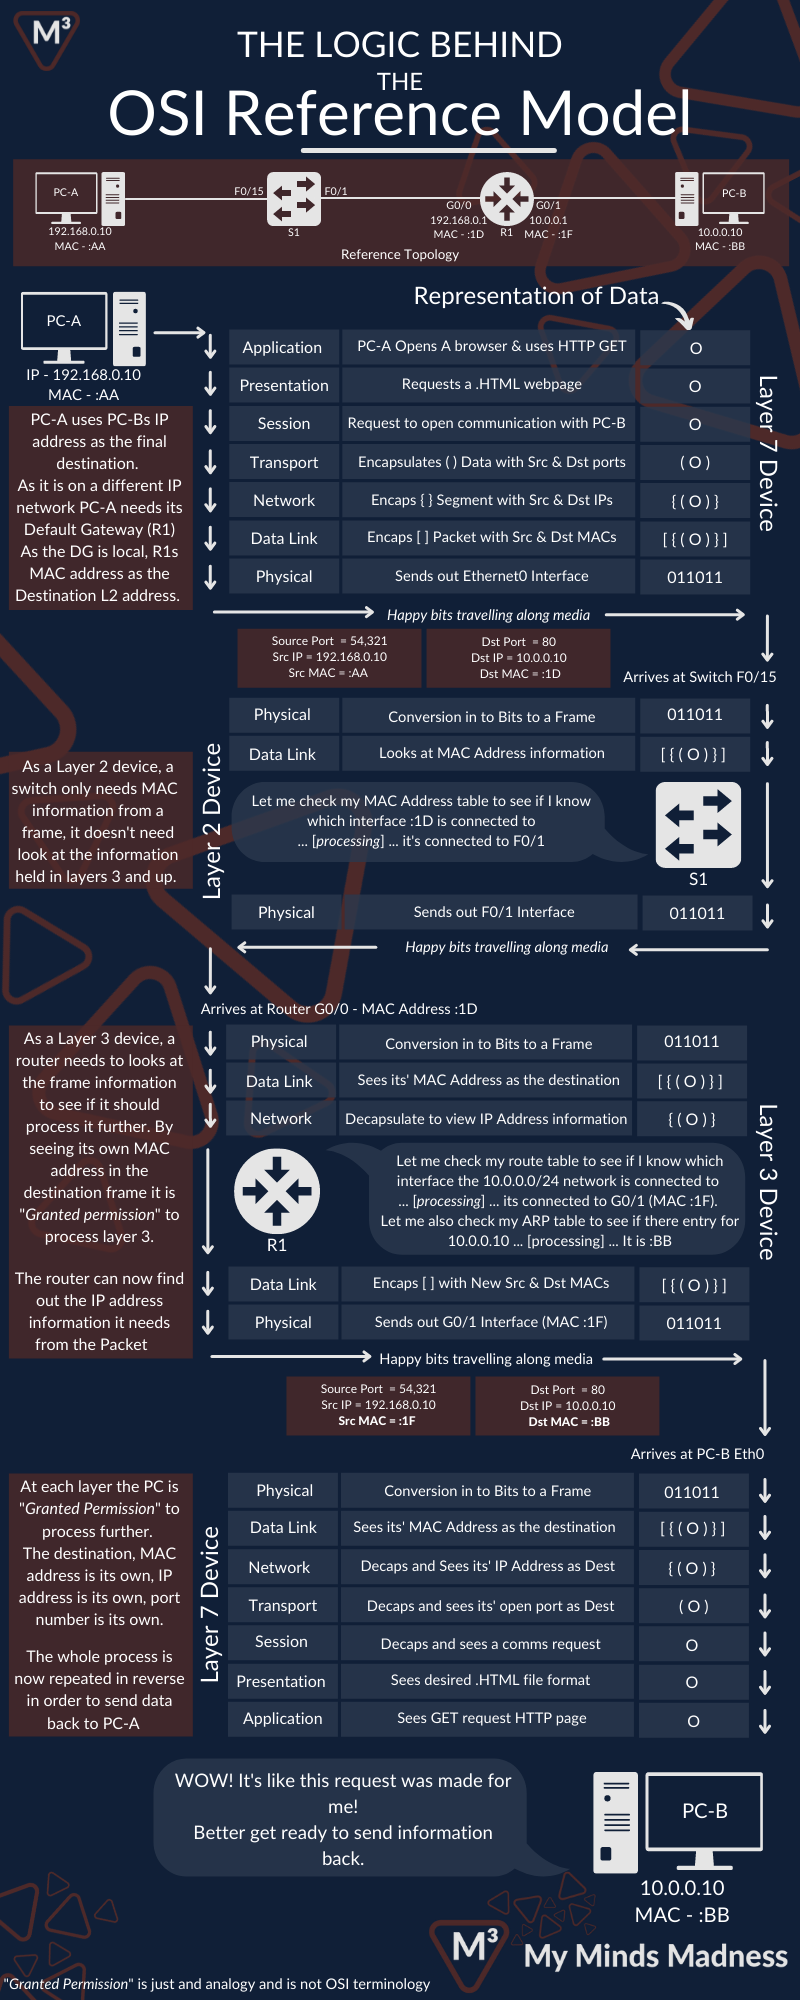 M³
THE LOGIC BEHIND
THE
OSI Reference Model
PC-A
192.168.0.10
MAC - :AA
F0/15
F0/1
S1
G0/0
192.168.0.1
MAC - :1D
R1
G0/1
10.0.0.1
MAC - :1F
PC-B
10.0.0.10
MAC - :BB
Reference Topology
Representation of Data
PC-A
IP - 192.168.0.10
MAC - :AA
PC-A uses PC-Bs IP
address as the final
destination.
As it is on a different IP
network PC-A needs its
Default Gateway (R1)
As the DG is local, R1s
MAC address as the
Destination L2 address.
Application PC-A Opens A browser & uses HTTP GET O
Presentation Requests a .HTML webpage O
Session Request to open communication with PC-B O
Transport Encapsulates ( ) Data with Src & Dst ports ( O )
Network Encaps { } Segment with Src & Dst IPs { ( O ) }
Data Link Encaps [ ] Packet with Src & Dst MACs [ { ( O ) } ]
Physical Sends out Ethernet0 Interface 011011
Layer 7 Device
Happy bits travelling along media
Source Port = 54,321
Src IP = 192.168.0.10
Src MAC = :AA
Dst Port = 80
Dst IP = 10.0.0.10
Dst MAC = :1D
Arrives at Switch F0/15
Physical Conversion in to Bits to a Frame 011011
Data Link Looks at MAC Address information [ { ( O ) } ]
As a Layer 2 device, a
switch only needs MAC
information from a
frame, it doesn't need
look at the information
held in layers 3 and up.
Layer 2 Device
Let me check my MAC Address table to see if I know
which interface :1D is connected to
... [processing] ... it's connected to F0/1
S1
Physical Sends out F0/1 Interface 011011
Happy bits travelling along media
Arrives at Router G0/0 - MAC Address :1D
As a Layer 3 device, a
router needs to looks at
the frame information
to see if it should
process it further. By
seeing its own MAC
address in the
destination frame it is
"Granted permission" to
process layer 3.
The router can now find
out the IP address
information it needs
from the Packet
Physical Conversion in to Bits to a Frame 011011
Data Link Sees its' MAC Address as the destination [ { ( O ) } ]
Network Decapsulate to view IP Address information { ( O ) }
Layer 3 Device
R1
Let me check my route table to see if I know which
interface the 10.0.0.0/24 network is connected to
... [processing] ... its connected to G0/1 (MAC :1F).
Let me also check my ARP table to see if there entry for
10.0.0.10 ... [processing] ... It is :BB
Data Link Encaps [ ] with New Src & Dst MACs [ { ( O ) } ]
Physical Sends out G0/1 Interface (MAC :1F) 011011
Happy bits travelling along media
Source Port = 54,321
Src IP = 192.168.0.10
Src MAC = :1F
Dst Port = 80
Dst IP = 10.0.0.10
Dst MAC = :BB
Arrives at PC-B Eth0
At each layer the PC is
"Granted Permission" to
process further.
The destination, MAC
address is its own, IP
address is its own, port
number is its own.
The whole process is
now repeated in reverse
in order to send data
back to PC-A
Layer 7 Device
Physical Conversion in to Bits to a Frame 011011
Data Link Sees its' MAC Address as the destination [ { ( O ) } ]
Network Decaps and Sees its' IP Address as Dest { ( O ) }
Transport Decaps and sees its' open port as Dest ( O )
Session Decaps and sees a comms request O
Presentation Sees desired .HTML file format O
Application Sees GET request HTTP page O
WOW! It's like this request was made for
me!
Better get ready to send information
back.
PC-B
10.0.0.10
MAC - :BB
M³ My Minds Madness
"Granted Permission" is just and analogy and is not OSI terminology